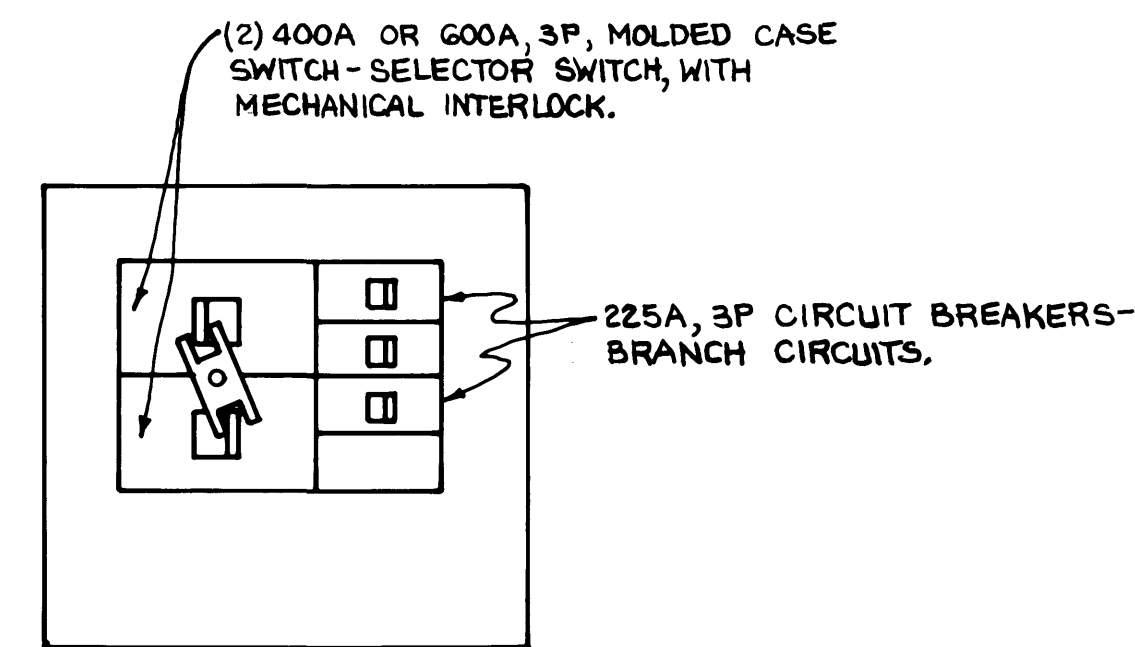 (2) 400A OR 600A, 3P, MOLDED CASE
SWITCH-SELECTOR SWITCH, WITH
MECHANICAL INTERLOCK.
225A, 3P CIRCUIT BREAKERS-
BRANCH CIRCUITS.